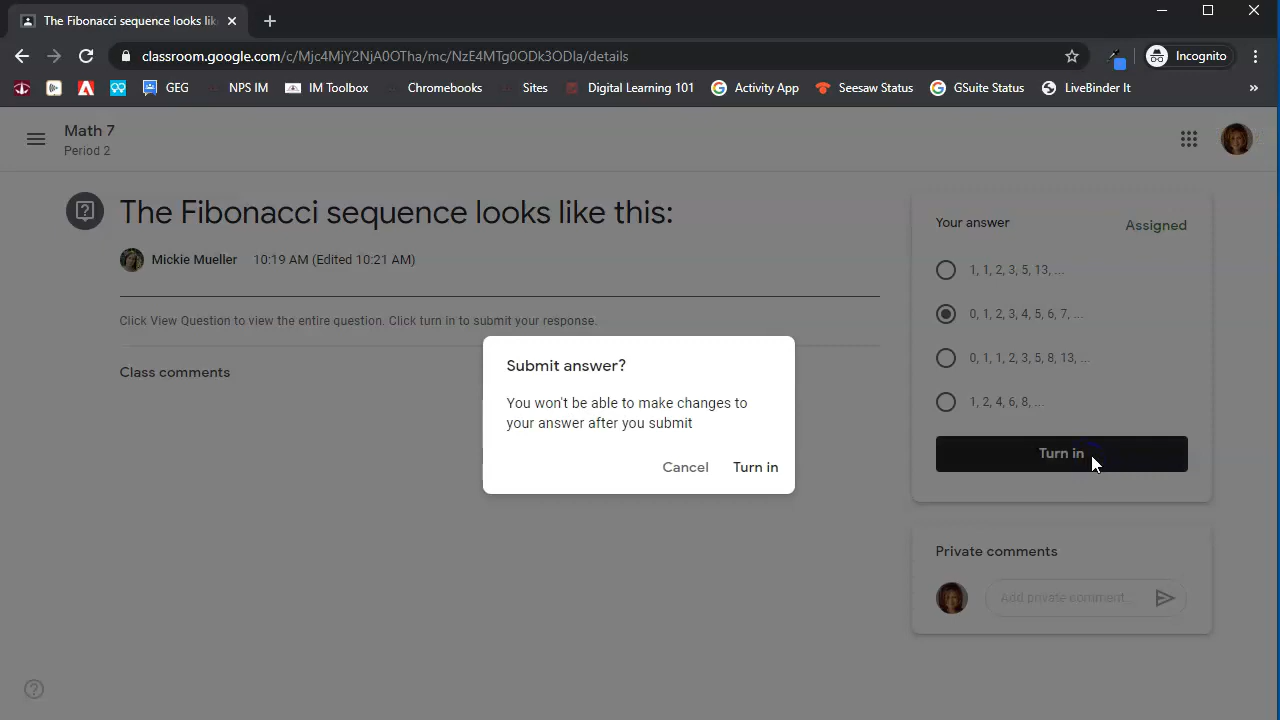 The Fibonacci sequence looks lik
classroom.google.com/c/Mjc4MjY2NjA0OTha/mc/NzE4MTg0ODk3ODIa/details
Incognito
GEG
NPS IM
IM Toolbox
Chromebooks
Sites
Digital Learning 101
Activity App
Seesaw Status
GSuite Status
LiveBinder It
Math 7
Period 2
The Fibonacci sequence looks like this:
Mickie Mueller 10:19 AM (Edited 10:21 AM)
Click View Question to view the entire question. Click turn in to submit your response.
Class comments
Submit answer?
You won't be able to make changes to
your answer after you submit
Cancel
Turn in
Your answer
Assigned
1, 1, 2, 3, 5, 13, ...
0, 1, 2, 3, 4, 5, 6, 7, ...
0, 1, 1, 2, 3, 5, 8, 13, ...
1, 2, 4, 6, 8, ...
Turn in
Private comments
Add private comment...